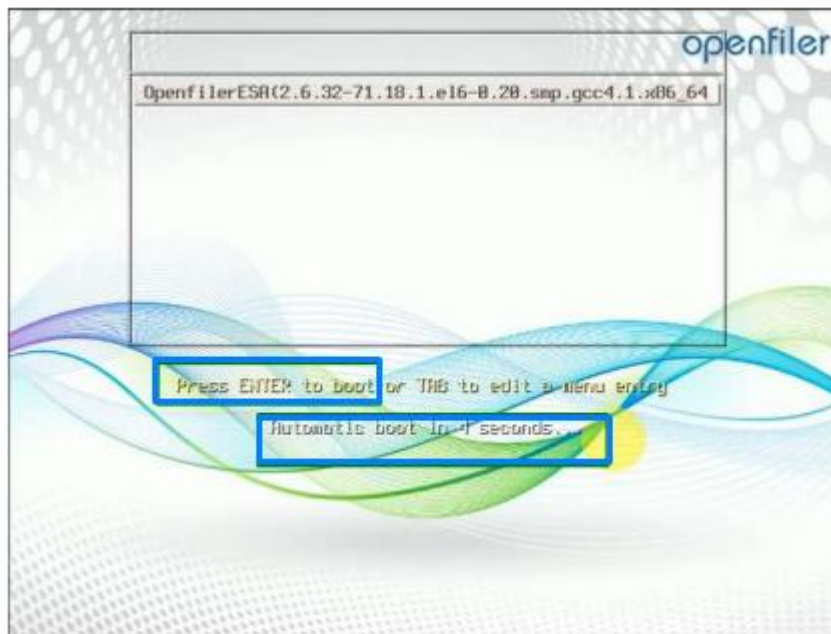 openfiler
OpenfilerESA(2.6.32-71.18.1.el6-0.20.smp.gcc4.1.x86_64
Press ENTER to boot or TAB to edit a menu entry
Automatic boot in 4 seconds...